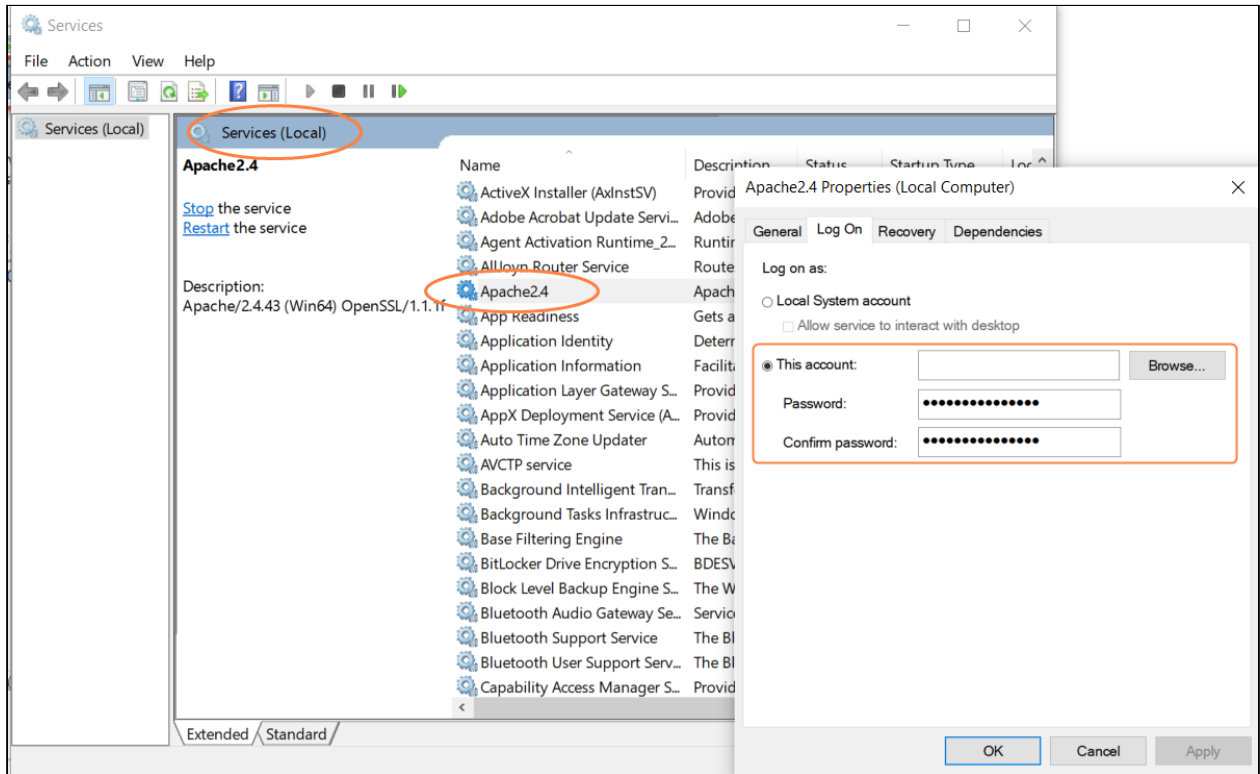 Services
File Action View Help
Services (Local)
Services (Local)
Apache2.4
Stop the service
Restart the service
Description:
Apache/2.4.43 (Win64) OpenSSL/1.1.1f
Name Description Status Startup Type Loc
ActiveX Installer (AxInstSV) Provid
Adobe Acrobat Update Servi... Adobe
Agent Activation Runtime_2... Runtin
AllJoyn Router Service Route
Apache2.4 Apach
App Readiness Gets a
Application Identity Deterr
Application Information Facilita
Application Layer Gateway S... Provid
AppX Deployment Service (A... Provid
Auto Time Zone Updater Autom
AVCTP service This is
Background Intelligent Tran... Transf
Background Tasks Infrastruc... Windo
Base Filtering Engine The Ba
BitLocker Drive Encryption S... BDESV
Block Level Backup Engine S... The W
Bluetooth Audio Gateway Se... Servic
Bluetooth Support Service The Bl
Bluetooth User Support Serv... The Bl
Capability Access Manager S... Provid
Extended Standard
Apache2.4 Properties (Local Computer)
General Log On Recovery Dependencies
Log on as:
Local System account
Allow service to interact with desktop
This account: Browse...
Password: •••••••••••••••
Confirm password: •••••••••••••••
OK Cancel Apply